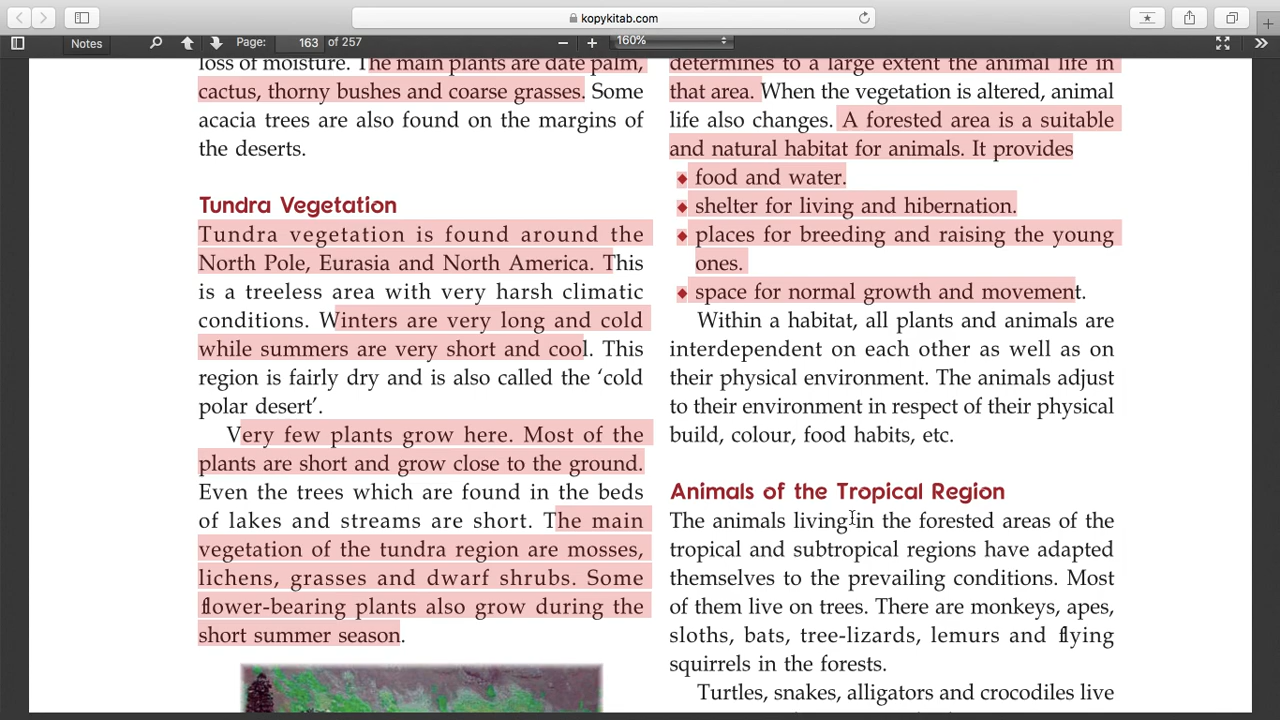 kopykitab.com
Notes
Page: 163 of 257
160%
loss of moisture. The main plants are date palm,
cactus, thorny bushes and coarse grasses. Some
acacia trees are also found on the margins of
the deserts.
Tundra Vegetation
Tundra vegetation is found around the
North Pole, Eurasia and North America. This
is a treeless area with very harsh climatic
conditions. Winters are very long and cold
while summers are very short and cool. This
region is fairly dry and is also called the ‘cold
polar desert’.
Very few plants grow here. Most of the
plants are short and grow close to the ground.
Even the trees which are found in the beds
of lakes and streams are short. The main
vegetation of the tundra region are mosses,
lichens, grasses and dwarf shrubs. Some
flower-bearing plants also grow during the
short summer season.
determines to a large extent the animal life in
that area. When the vegetation is altered, animal
life also changes. A forested area is a suitable
and natural habitat for animals. It provides
◆ food and water.
◆ shelter for living and hibernation.
◆ places for breeding and raising the young
ones.
◆ space for normal growth and movement.
Within a habitat, all plants and animals are
interdependent on each other as well as on
their physical environment. The animals adjust
to their environment in respect of their physical
build, colour, food habits, etc.
Animals of the Tropical Region
The animals living in the forested areas of the
tropical and subtropical regions have adapted
themselves to the prevailing conditions. Most
of them live on trees. There are monkeys, apes,
sloths, bats, tree-lizards, lemurs and flying
squirrels in the forests.
Turtles, snakes, alligators and crocodiles live